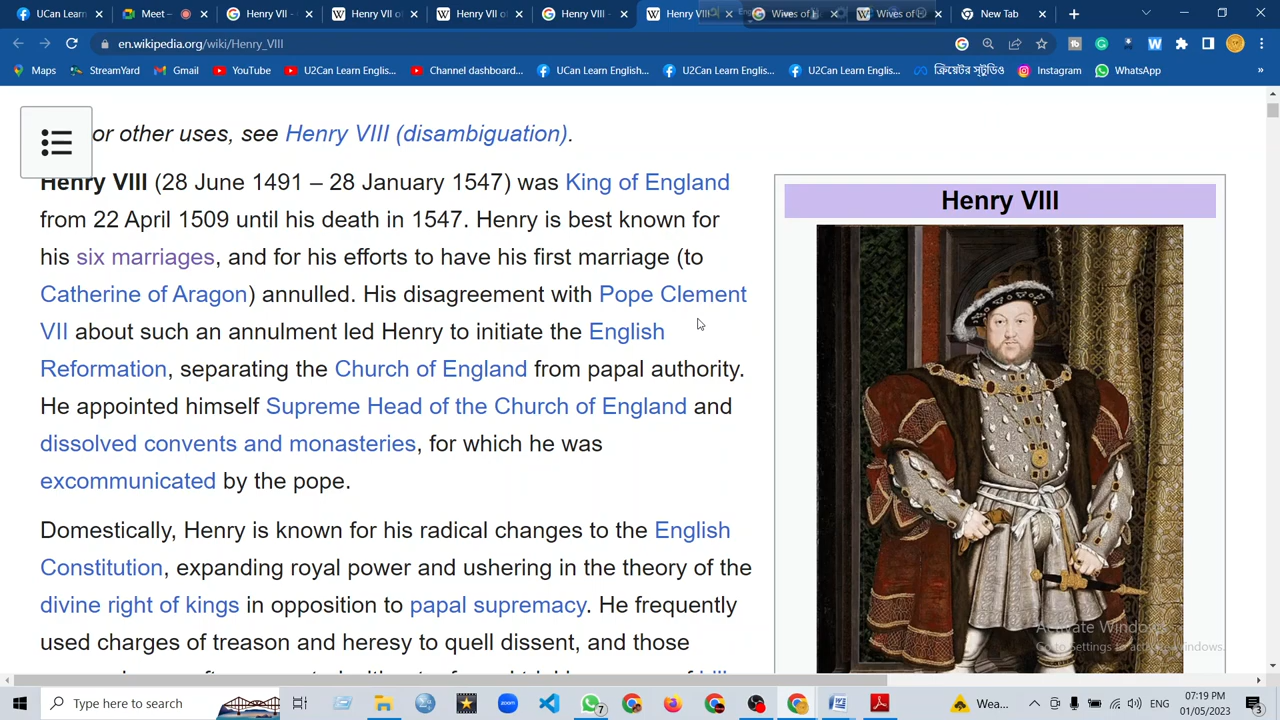 UCan Learn
Meet –
Henry VII -
Henry VII o
Henry VII o
Henry VIII -
Henry VIII
Wives of
Wives of
New Tab
en.wikipedia.org/wiki/Henry_VIII
Maps
StreamYard
Gmail
YouTube
U2Can Learn Englis...
Channel dashboard...
UCan Learn English...
U2Can Learn Englis...
U2Can Learn Englis...
ক্রিয়েটর স্টুডিও
Instagram
WhatsApp
»
or other uses, see Henry VIII (disambiguation).
Henry VIII (28 June 1491 – 28 January 1547) was King of England
from 22 April 1509 until his death in 1547. Henry is best known for
his six marriages, and for his efforts to have his first marriage (to
Catherine of Aragon) annulled. His disagreement with Pope Clement
VII about such an annulment led Henry to initiate the English
Reformation, separating the Church of England from papal authority.
He appointed himself Supreme Head of the Church of England and
dissolved convents and monasteries, for which he was
excommunicated by the pope.
Domestically, Henry is known for his radical changes to the English
Constitution, expanding royal power and ushering in the theory of the
divine right of kings in opposition to papal supremacy. He frequently
used charges of treason and heresy to quell dissent, and those
Henry VIII
Activate Windows
Go to Settings to activate Windows.
Type here to search
zoom
7
Wea...
ENG
07:19 PM
01/05/2023
3